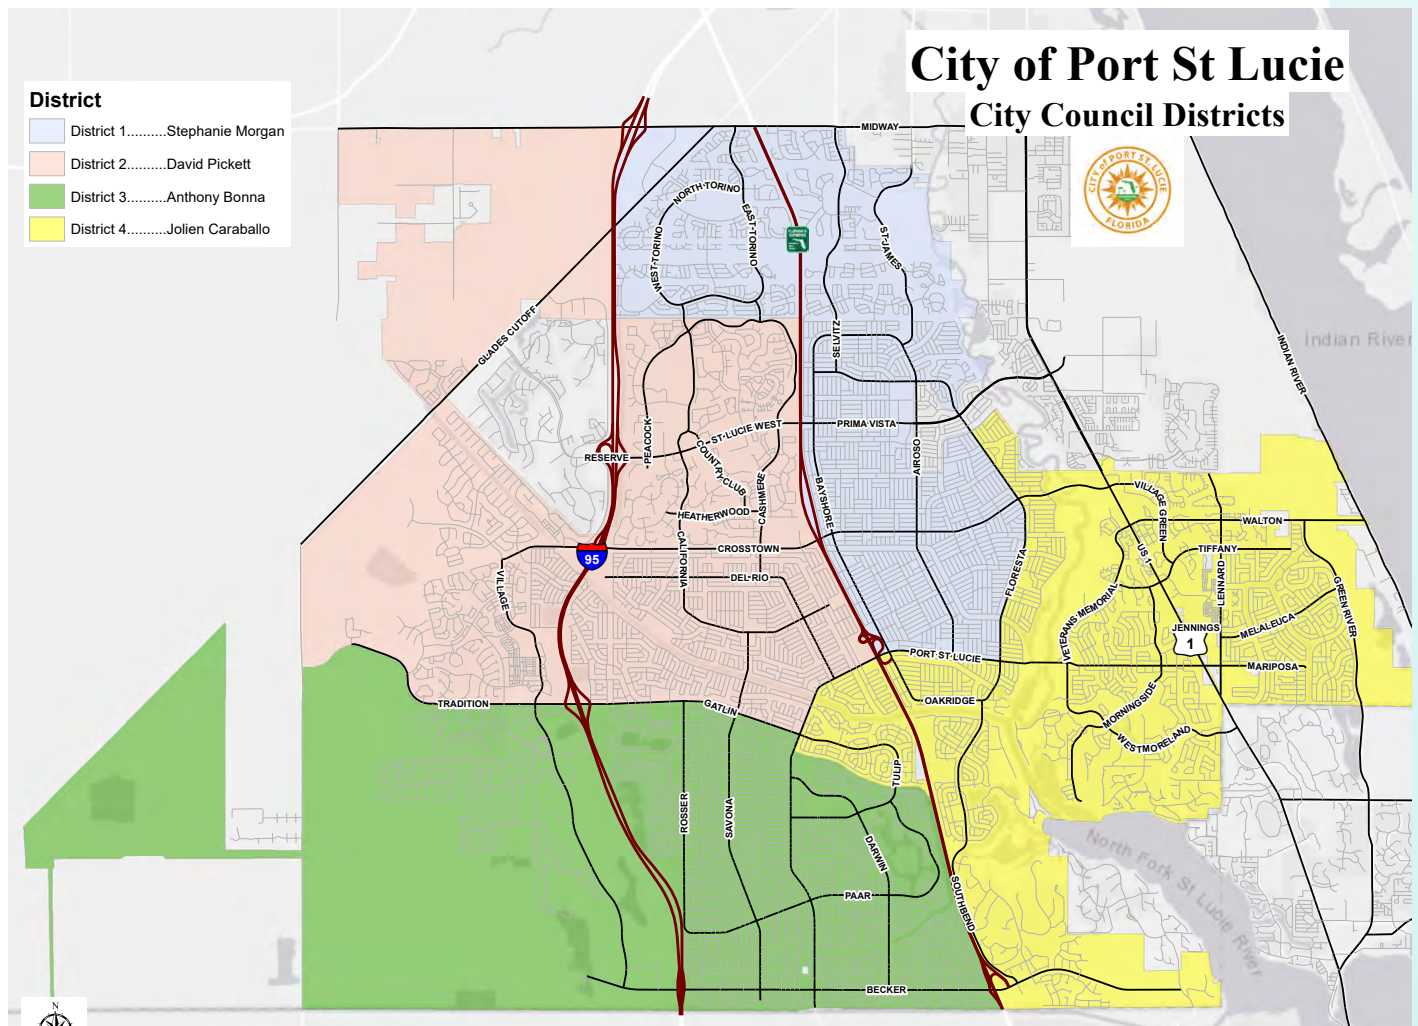 City of Port St Lucie
City Council Districts
CITY of PORT ST. LUCIE
FLORIDA
District
District 1..........Stephanie Morgan
District 2..........David Pickett
District 3..........Anthony Bonna
District 4..........Jolien Caraballo
MIDWAY
NORTH-TORINO
EAST-TORINO
WEST-TORINO
ST-JAMES
SELVITZ
GLADES CUTOFF
INDIAN RIVER
Indian River
PEACOCK
ST-LUCIE WEST
PRIMA VISTA
RESERVE
COUNTRY CLUB
CASHMERE
AIROSO
BAYSHORE
HEATHERWOOD
CALIFORNIA
CROSSTOWN
95
DEL-RIO
VILLAGE
FLORESTA
VILLAGE GREEN
WALTON
US 1
TIFFANY
LENNARD
GREEN RIVER
VETERANS-MEMORIAL
MELALEUCA
JENNINGS
1
PORT-ST-LUCIE
MARIPOSA
OAKRIDGE
MORNINGSIDE
WESTMORELAND
TRADITION
GATLIN
TULIP
ROSSER
SAVONA
DARWIN
PAAR
SOUTHBEND
BECKER
North Fork St Lucie River
N